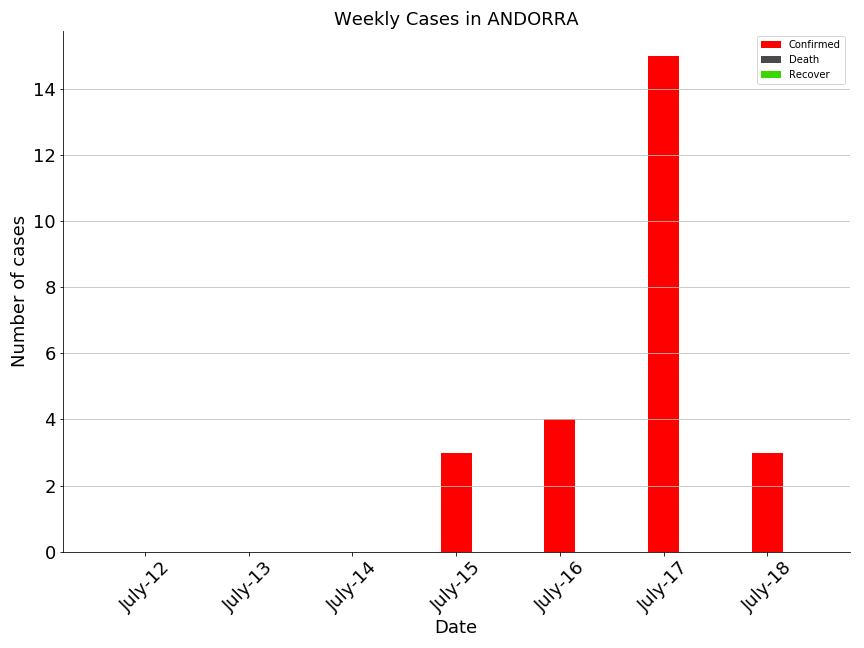 Weekly Cases in ANDORRA
Confirmed
Death
Recover
Number of cases
14
12
10
8
6
4
2
0
July-12
July-13
July-14
July-15
July-16
July-17
July-18
Date